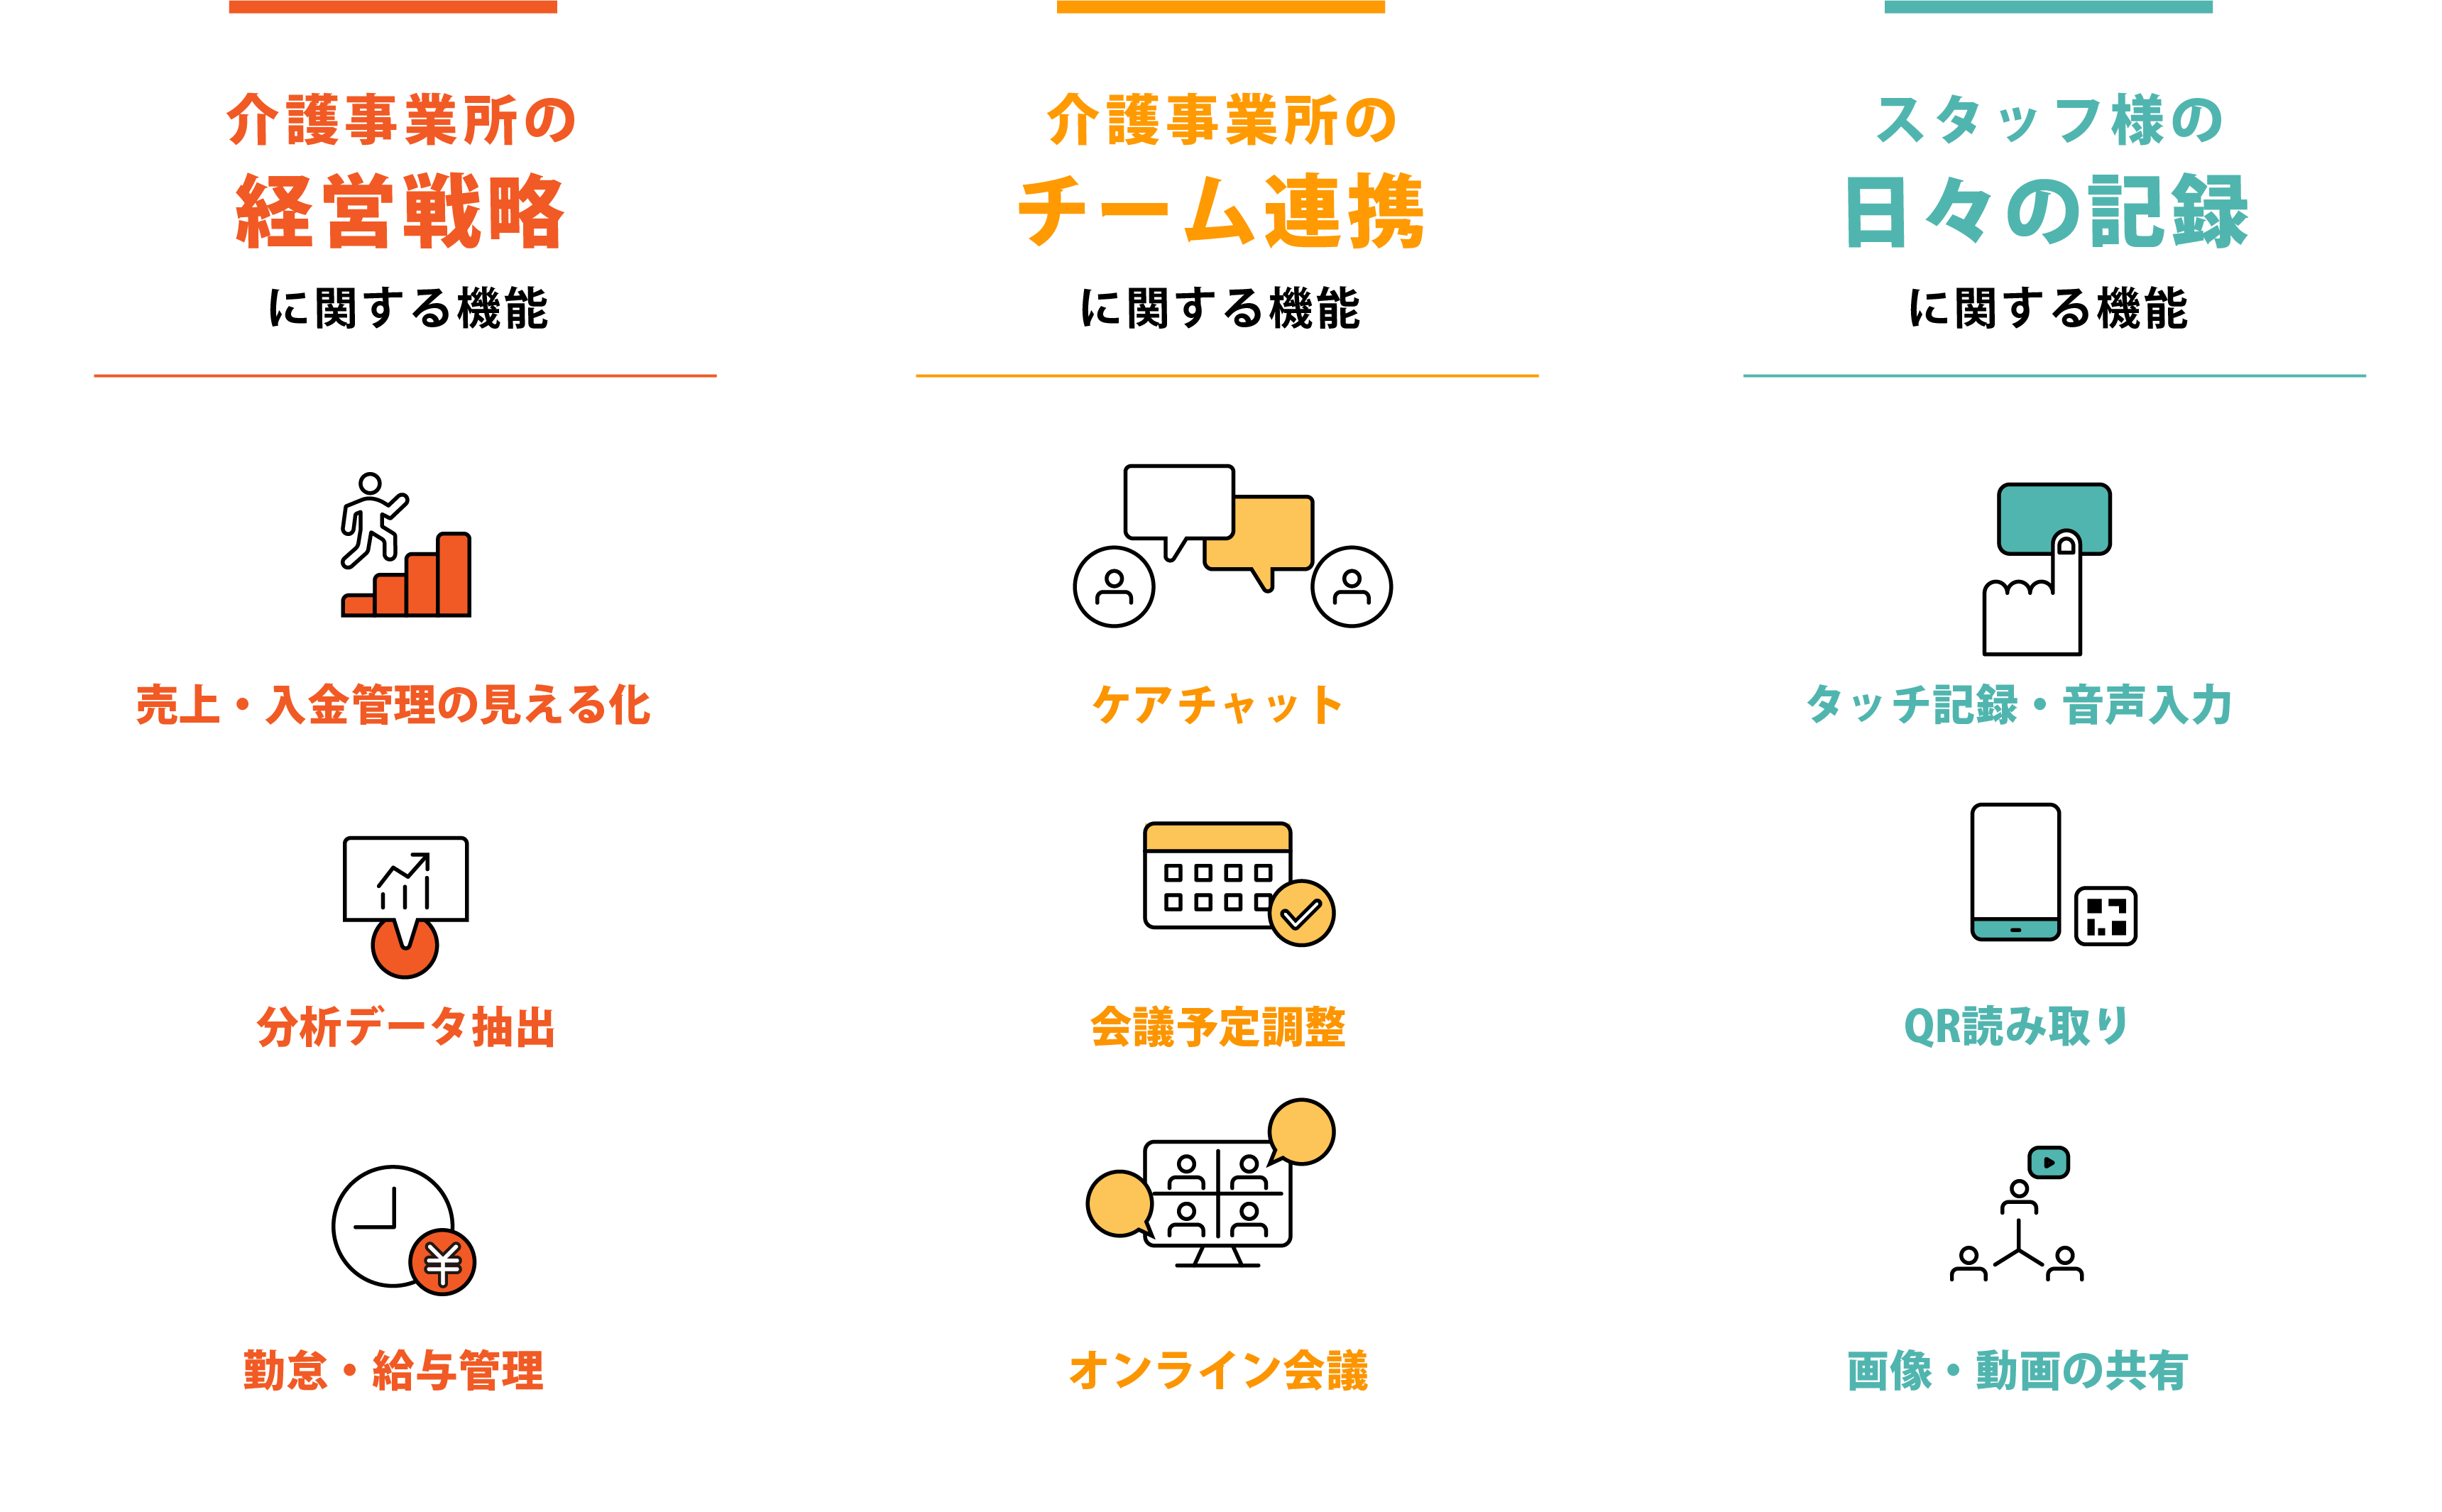 介護事業所の
経営戦略
に関する機能
売上・入金管理の見える化
分析データ抽出
勤怠・給与管理
介護事業所の
チーム連携
に関する機能
ケアチャット
会議予定調整
オンライン会議
スタッフ様の
日々の記録
に関する機能
タッチ記録・音声入力
QR読み取り
画像・動画の共有